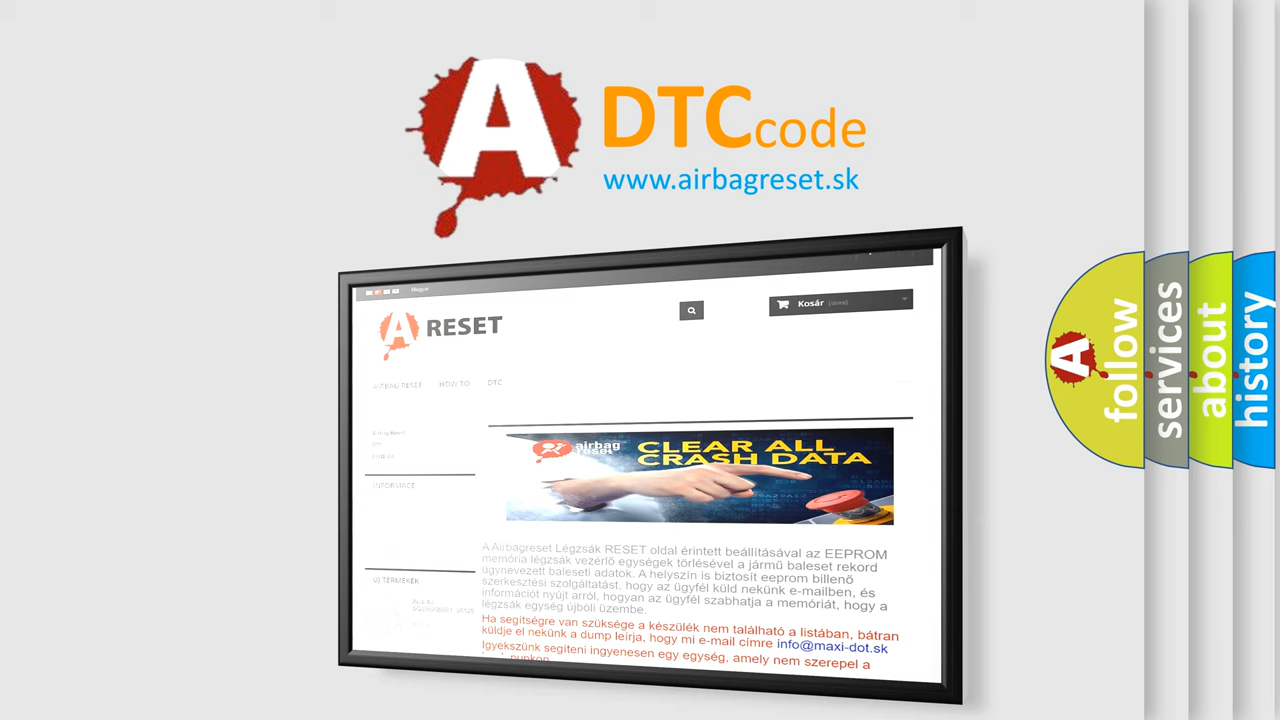 A
DTC code
www.airbagreset.sk
Magyar
A RESET
Kosár (üres)
AIRBAG RESET HOW TO DTC
INFORMACE
ÚJ TERMÉKEK
airbag
reset
CLEAR ALL
CRASH DATA
A Airbagreset Légzsák RESET oldal érintett beállításával az EEPROM
memória légzsák vezérlő egységek törlésével a jármű baleset rekord
úgynevezett baleseti adatok. A helyszín is biztosít eeprom billenő
szerkesztési szolgáltatást, hogy az ügyfél küld nekünk e-mailben, és
információt nyújt arról, hogyan az ügyfél szabhatja a memóriát, hogy a
légzsák egység újbóli üzembe.
Ha segítségre van szüksége a készülék nem található a listában, bátran
küldje el nekünk a dump leírja, hogy mi e-mail címre info@maxi-dot.sk
Igyekszünk segíteni ingyenesen egy egység, amely nem szerepel a
A
follow
services
about
history